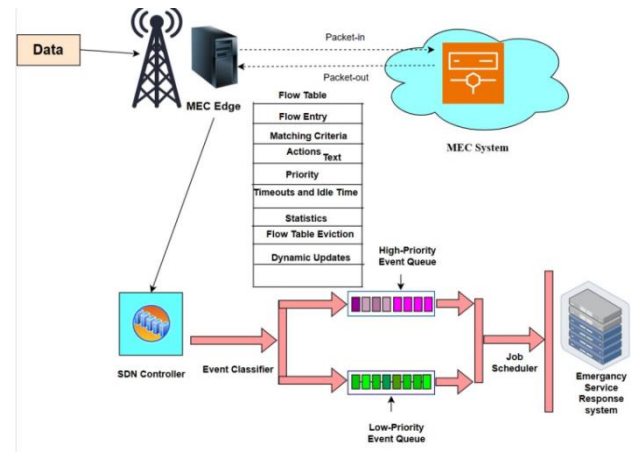 Data
Packet-in
Packet-out
MEC Edge
MEC System
Flow Table
Flow Entry
Matching Criteria
Actions
Text
Priority
Timeouts and Idle Time
Statistics
Flow Table Eviction
Dynamic Updates
High-Priority
Event Queue
SDN Controller
Event Classifier
Job
Scheduler
Emergancy
Service
Response
system
Low-Priority
Event Queue